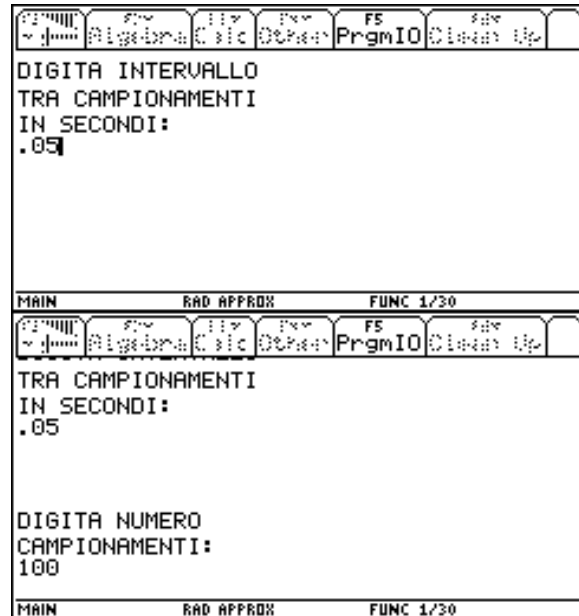 Algebra Calc Other F5 PrgmIO Clean Up
DIGITA INTERVALLO
TRA CAMPIONAMENTI
IN SECONDI:
.05
MAIN RAD APPROX FUNC 1/30
Algebra Calc Other F5 PrgmIO Clean Up
TRA CAMPIONAMENTI
IN SECONDI:
.05
DIGITA NUMERO
CAMPIONAMENTI:
100
MAIN RAD APPROX FUNC 1/30